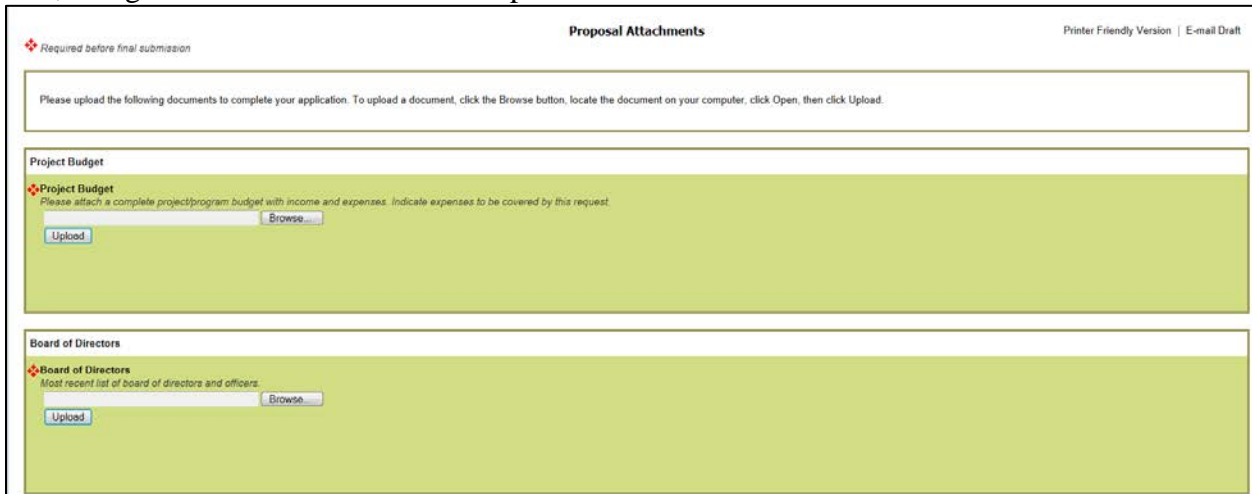 Proposal Attachments
Printer Friendly Version | E-mail Draft
Required before final submission
Please upload the following documents to complete your application. To upload a document, click the Browse button, locate the document on your computer, click Open, then click Upload.
Project Budget
Project Budget
Please attach a complete project/program budget with income and expenses. Indicate expenses to be covered by this request.
Browse...
Upload
Board of Directors
Board of Directors
Most recent list of board of directors and officers.
Browse...
Upload